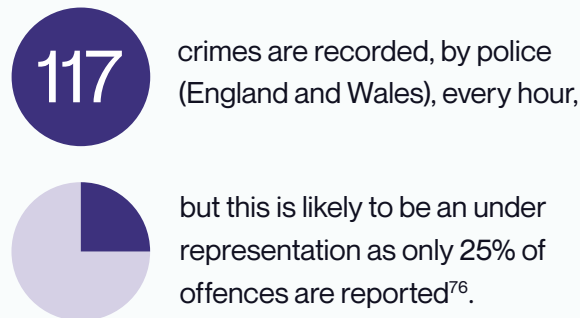 117
crimes are recorded, by police
(England and Wales), every hour,
but this is likely to be an under
representation as only 25% of
offences are reported⁷⁶.